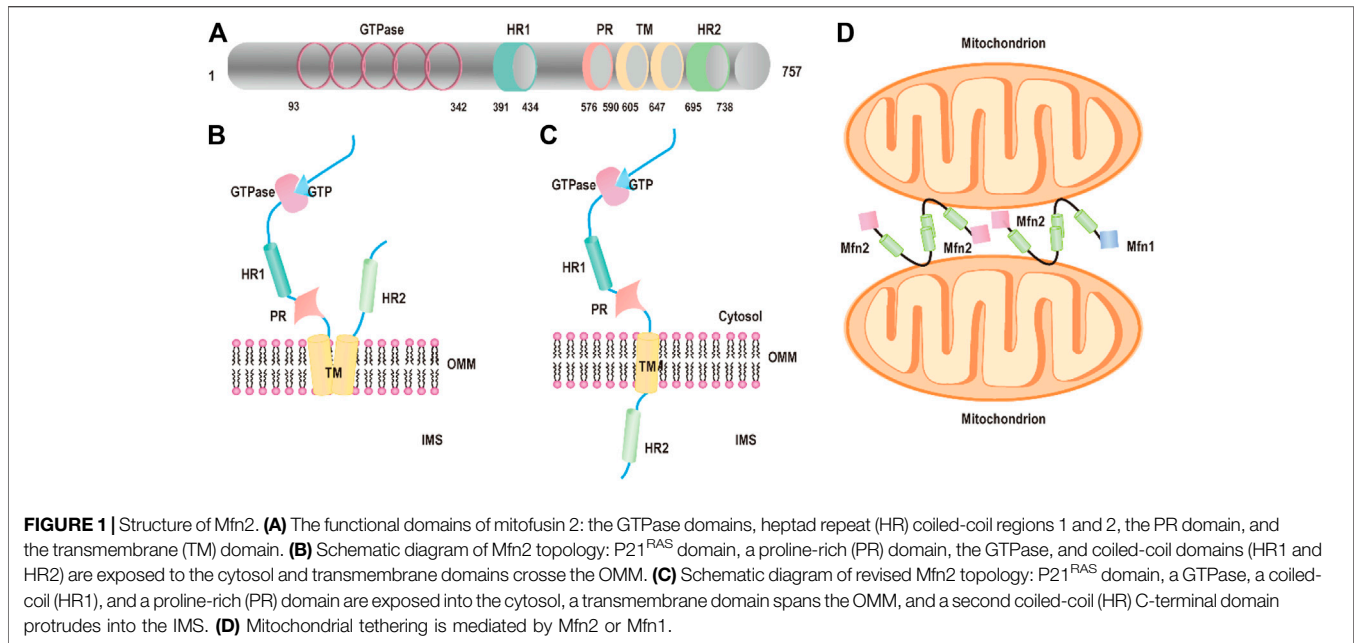 A
GTPase
HR1
PR
TM
HR2
1
757
93
342
391
434
576
590
605
647
695
738
B
GTPase
GTP
HR1
PR
HR2
TM
OMM
IMS
C
GTPase
GTP
HR1
PR
Cytosol
TM
OMM
HR2
IMS
D
Mitochondrion
Mfn2
Mfn2
Mfn2
Mfn1
Mitochondrion
FIGURE 1 | Structure of Mfn2. (A) The functional domains of mitofusin 2: the GTPase domains, heptad repeat (HR) coiled-coil regions 1 and 2, the PR domain, and
the transmembrane (TM) domain. (B) Schematic diagram of Mfn2 topology: P21RAS domain, a proline-rich (PR) domain, the GTPase, and coiled-coil domains (HR1 and
HR2) are exposed to the cytosol and transmembrane domains crosse the OMM. (C) Schematic diagram of revised Mfn2 topology: P21RAS domain, a GTPase, a coiled-
coil (HR1), and a proline-rich (PR) domain are exposed into the cytosol, a transmembrane domain spans the OMM, and a second coiled-coil (HR) C-terminal domain
protrudes into the IMS. (D) Mitochondrial tethering is mediated by Mfn2 or Mfn1.